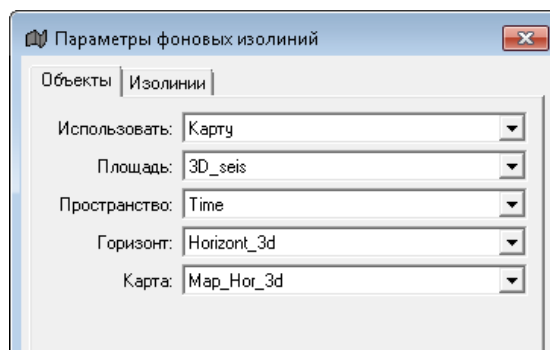 Параметры фоновых изолиний
Объекты Изолинии
Использовать: Карту
Площадь: 3D_seis
Пространство: Time
Горизонт: Horizont_3d
Карта: Map_Hor_3d